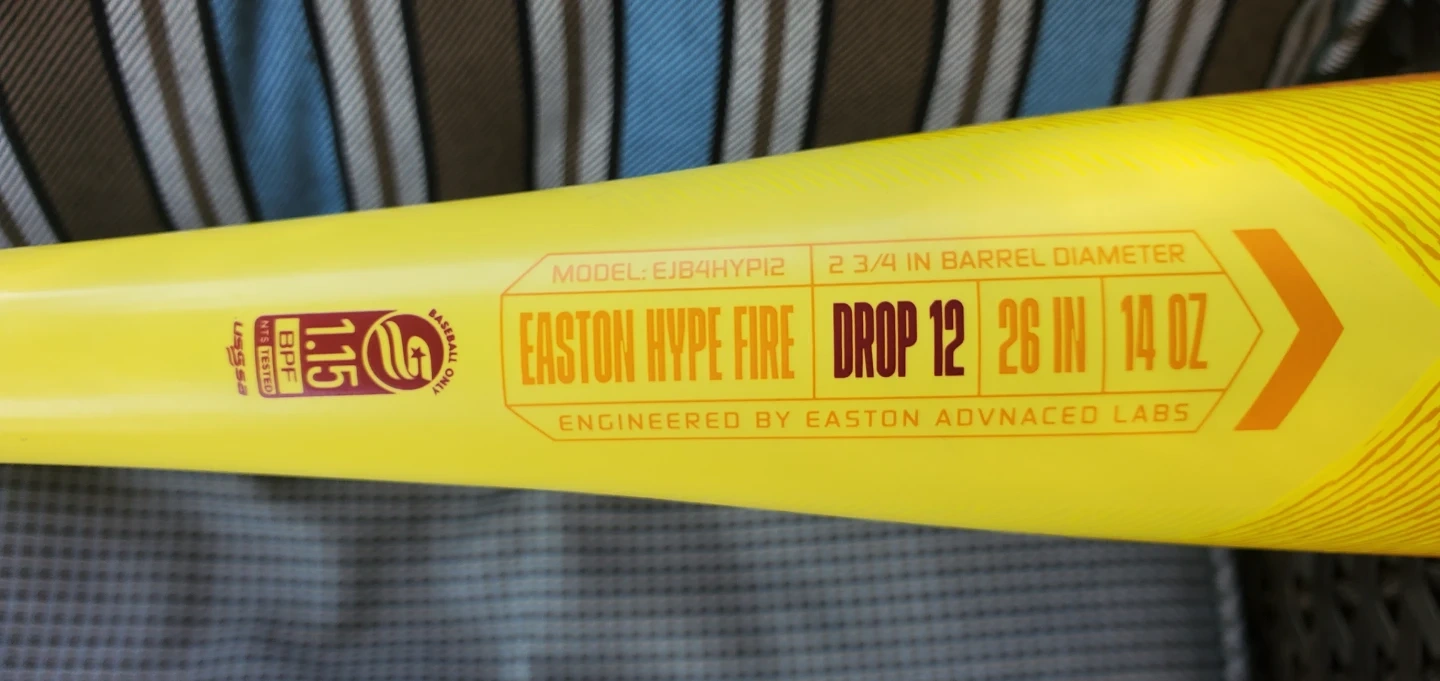 MODEL: EJB4HYP12
2 3/4 IN BARREL DIAMETER
EASTON HYPE FIRE
DROP 12
26 IN
14 OZ
ENGINEERED BY EASTON ADVNACED LABS
BASEBALL ONLY
1.15
BPF
NTS TESTED
USSSA